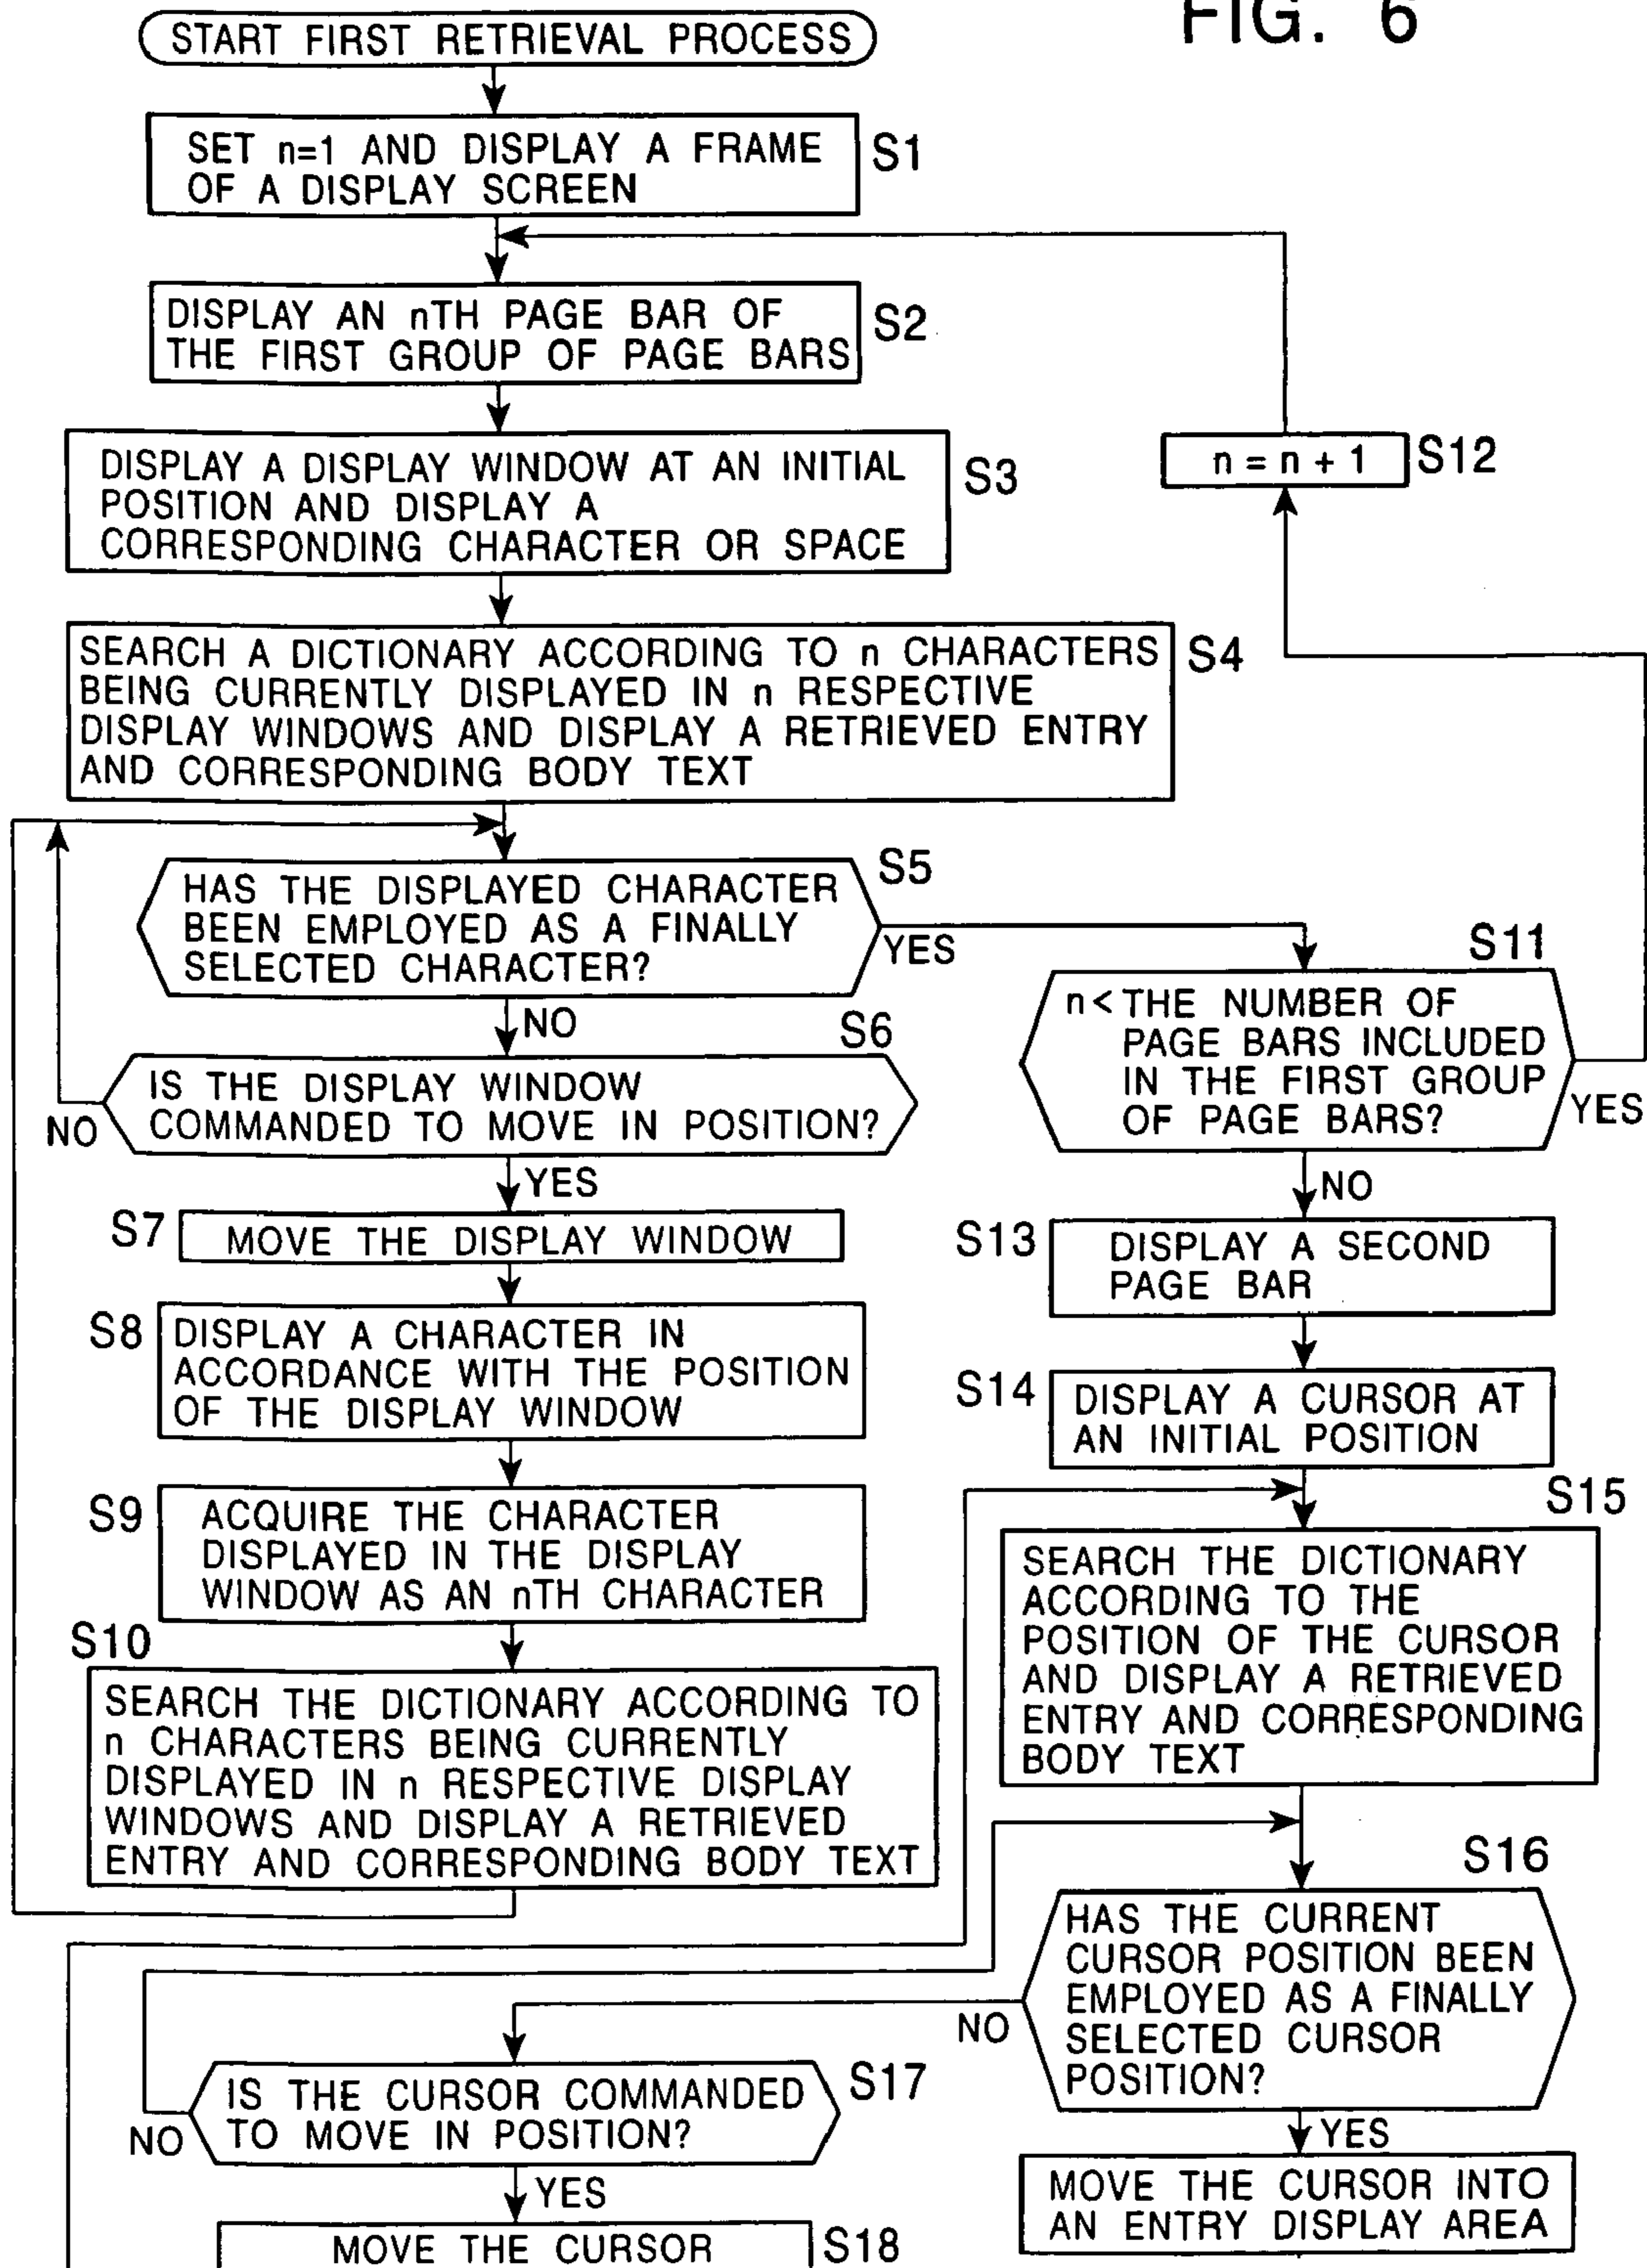 FIG. 6
START FIRST RETRIEVAL PROCESS
SET n=1 AND DISPLAY A FRAME
OF A DISPLAY SCREEN
S1
DISPLAY AN nTH PAGE BAR OF
THE FIRST GROUP OF PAGE BARS
S2
DISPLAY A DISPLAY WINDOW AT AN INITIAL
POSITION AND DISPLAY A
CORRESPONDING CHARACTER OR SPACE
S3
n = n + 1
S12
SEARCH A DICTIONARY ACCORDING TO n CHARACTERS
BEING CURRENTLY DISPLAYED IN n RESPECTIVE
DISPLAY WINDOWS AND DISPLAY A RETRIEVED ENTRY
AND CORRESPONDING BODY TEXT
S4
S5
HAS THE DISPLAYED CHARACTER
BEEN EMPLOYED AS A FINALLY
SELECTED CHARACTER?
YES
NO
S6
IS THE DISPLAY WINDOW
COMMANDED TO MOVE IN POSITION?
NO
YES
S7
MOVE THE DISPLAY WINDOW
S8
DISPLAY A CHARACTER IN
ACCORDANCE WITH THE POSITION
OF THE DISPLAY WINDOW
S9
ACQUIRE THE CHARACTER
DISPLAYED IN THE DISPLAY
WINDOW AS AN nTH CHARACTER
S10
SEARCH THE DICTIONARY ACCORDING TO
n CHARACTERS BEING CURRENTLY
DISPLAYED IN n RESPECTIVE DISPLAY
WINDOWS AND DISPLAY A RETRIEVED
ENTRY AND CORRESPONDING BODY TEXT
S11
n< THE NUMBER OF
PAGE BARS INCLUDED
IN THE FIRST GROUP
OF PAGE BARS?
YES
NO
S13
DISPLAY A SECOND
PAGE BAR
S14
DISPLAY A CURSOR AT
AN INITIAL POSITION
S15
SEARCH THE DICTIONARY
ACCORDING TO THE
POSITION OF THE CURSOR
AND DISPLAY A RETRIEVED
ENTRY AND CORRESPONDING
BODY TEXT
S16
HAS THE CURRENT
CURSOR POSITION BEEN
EMPLOYED AS A FINALLY
SELECTED CURSOR
POSITION?
NO
YES
S17
IS THE CURSOR COMMANDED
TO MOVE IN POSITION?
NO
YES
MOVE THE CURSOR
S18
MOVE THE CURSOR INTO
AN ENTRY DISPLAY AREA